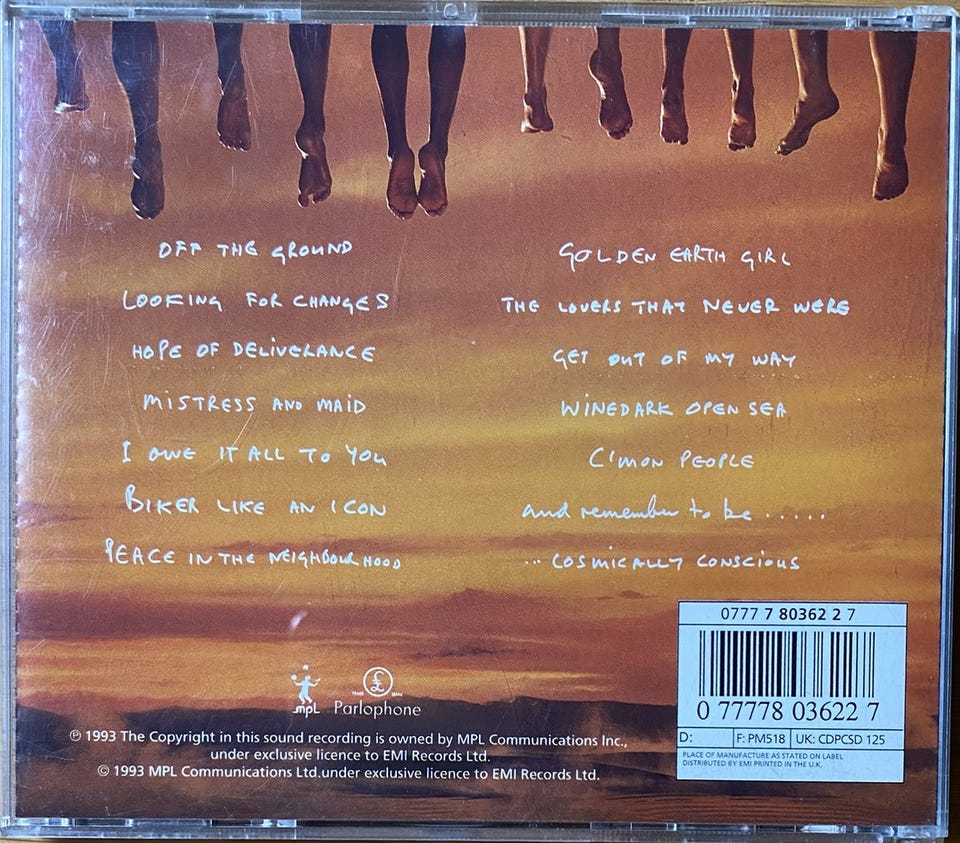 OFF THE GROUND
LOOKING FOR CHANGES
HOPE OF DELIVERANCE
MISTRESS AND MAID
I OWE IT ALL TO YOU
BIKER LIKE AN ICON
PEACE IN THE NEIGHBOURHOOD
GOLDEN EARTH GIRL
THE LOVERS THAT NEVER WERE
GET OUT OF MY WAY
WINEDARK OPEN SEA
C'MON PEOPLE
and remember to be .....
... COSMICALLY CONSCIOUS
mpL
TRADE £ MARK
Parlophone
℗ 1993 The Copyright in this sound recording is owned by MPL Communications Inc.,
under exclusive licence to EMI Records Ltd.
© 1993 MPL Communications Ltd.under exclusive licence to EMI Records Ltd.
0777 7 80362 2 7
0 77778 03622 7
D: F: PM518 UK: CDPCSD 125
PLACE OF MANUFACTURE AS STATED ON LABEL
DISTRIBUTED BY EMI PRINTED IN THE U.K.